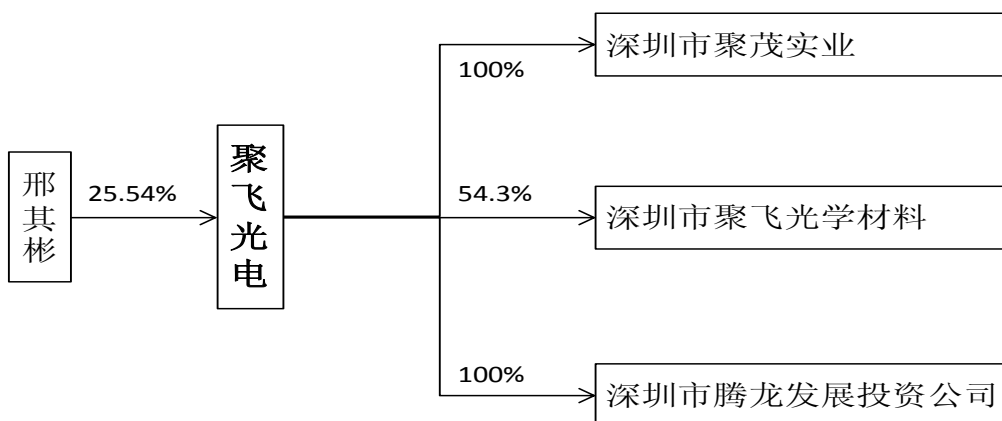 邢其彬
25.54%
聚飞光电
100%
深圳市聚茂实业
54.3%
深圳市聚飞光学材料
100%
深圳市腾龙发展投资公司